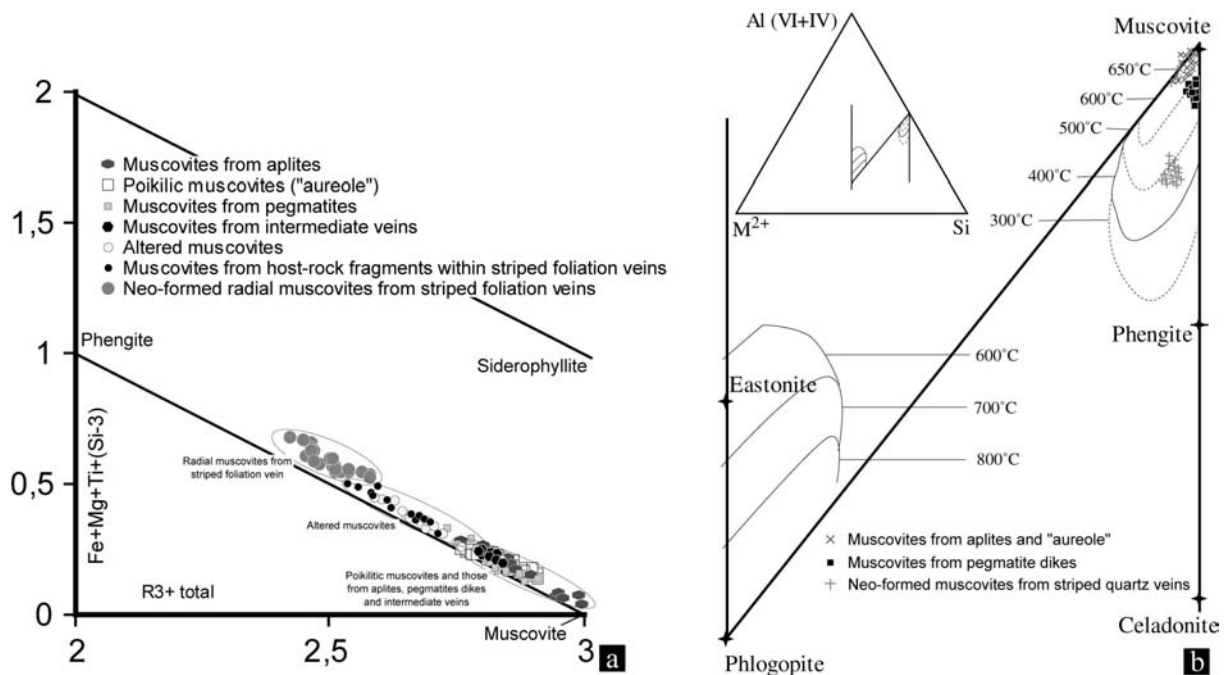 2
Muscovites from aplites
Poikilic muscovites ("aureole")
Muscovites from pegmatites
1,5
Muscovites from intermediate veins
Altered muscovites
Muscovites from host-rock fragments within striped foliation veins
Neo-formed radial muscovites from striped foliation veins
Phengite
1
Siderophyllite
Fe+Mg+Ti+(Si-3)
Radial muscovites from
striped foliation vein
0,5
Altered muscovites
Poikilitic muscovites and those
from aplites, pegmatites dikes
and intermediate veins
R3+ total
0
Muscovite
2
2,5
3
a
Al (VI+IV)
M2+
Si
Muscovite
650°C
600°C
500°C
400°C
300°C
Phengite
600°C
Eastonite
700°C
800°C
Muscovites from aplites and "aureole"
Muscovites from pegmatite dikes
Neo-formed muscovites from striped quartz veins
Celadonite
Phlogopite
b